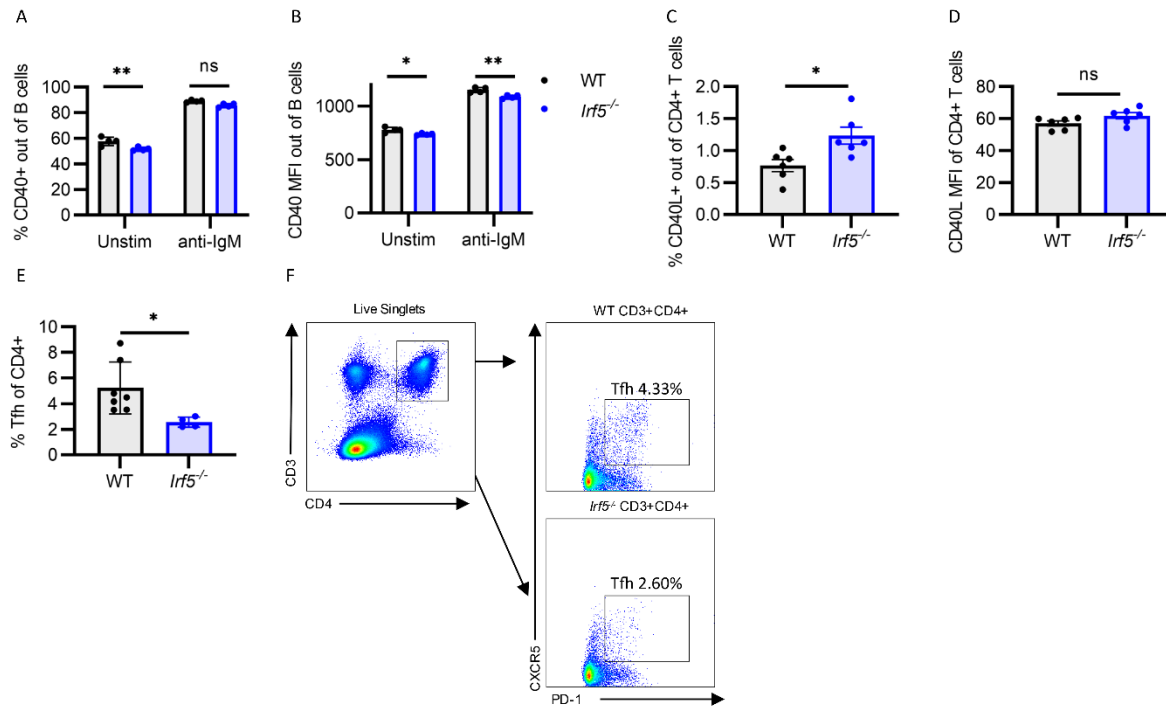 A
% CD40+ out of B cells
100
80
60
40
20
0
**
ns
Unstim
anti-IgM
B
CD40 MFI out of B cells
1000
500
0
*
**
Unstim
anti-IgM
WT
Irf5-/-
C
% CD40L+ out of CD4+ T cells
2.0
1.5
1.0
0.5
0.0
*
WT
Irf5-/-
D
CD40L MFI of CD4+ T cells
80
60
40
20
0
ns
WT
Irf5-/-
E
% Tfh of CD4+
10
8
6
4
2
0
*
WT
Irf5-/-
F
Live Singlets
CD3
CD4
WT CD3+CD4+
Tfh 4.33%
Irf5-/- CD3+CD4+
Tfh 2.60%
CXCR5
PD-1